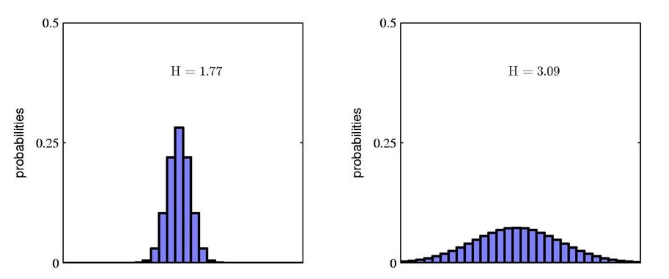 0.5
H = 1.77
probabilities
0.25
0
0.5
H = 3.09
probabilities
0.25
0